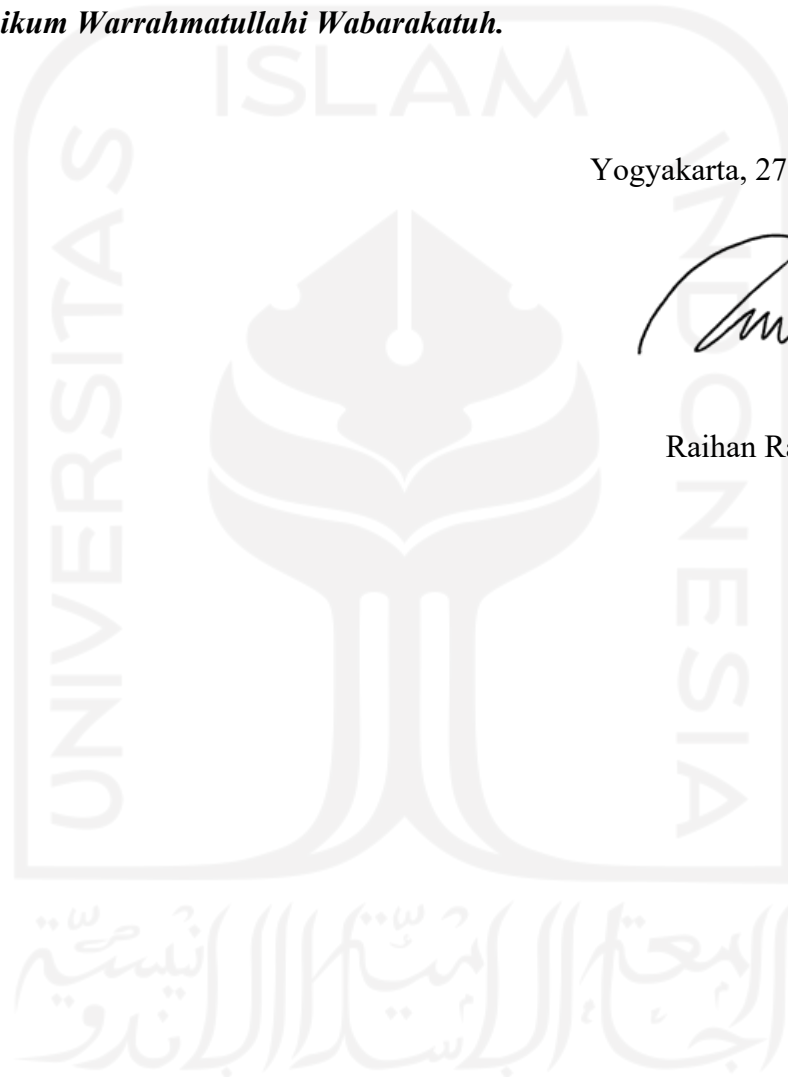 ikum Warrahmatullahi Wabarakatuh.
ISLAM
Yogyakarta, 27
UNIVERSITAS
INDONESIA
Raihan Ra